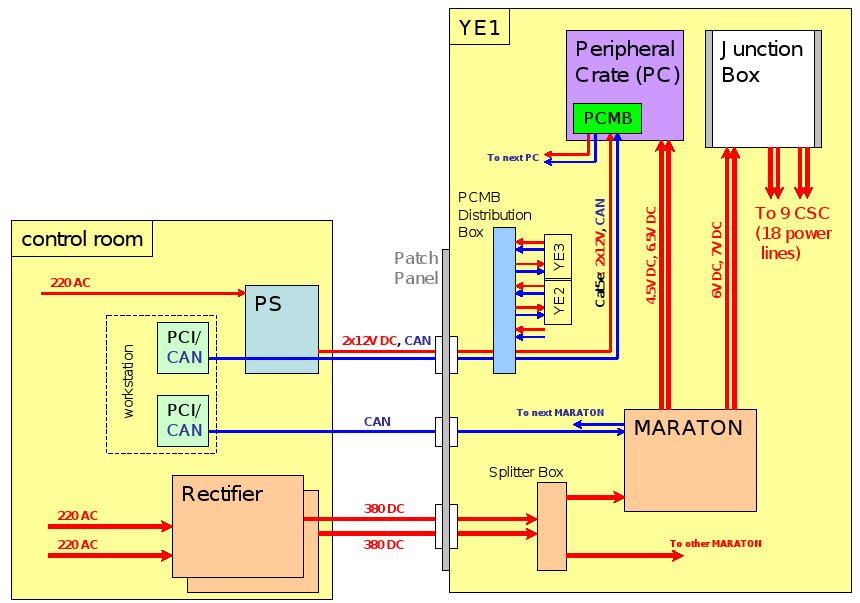 YE1
Peripheral
Crate (PC)
PCMB
Junction
Box
To next PC
To 9 CSC
(18 power
lines)
PCMB
Distribution
Box
YE3
YE2
Cat5e: 2x12V, CAN
4.5V DC, 6.5V DC
6V DC, 7V DC
control room
Patch
Panel
220 AC
PS
PCI/
CAN
2x12V DC, CAN
workstation
PCI/
CAN
CAN
To next MARATON
MARATON
Splitter Box
Rectifier
220 AC
220 AC
380 DC
380 DC
To other MARATON